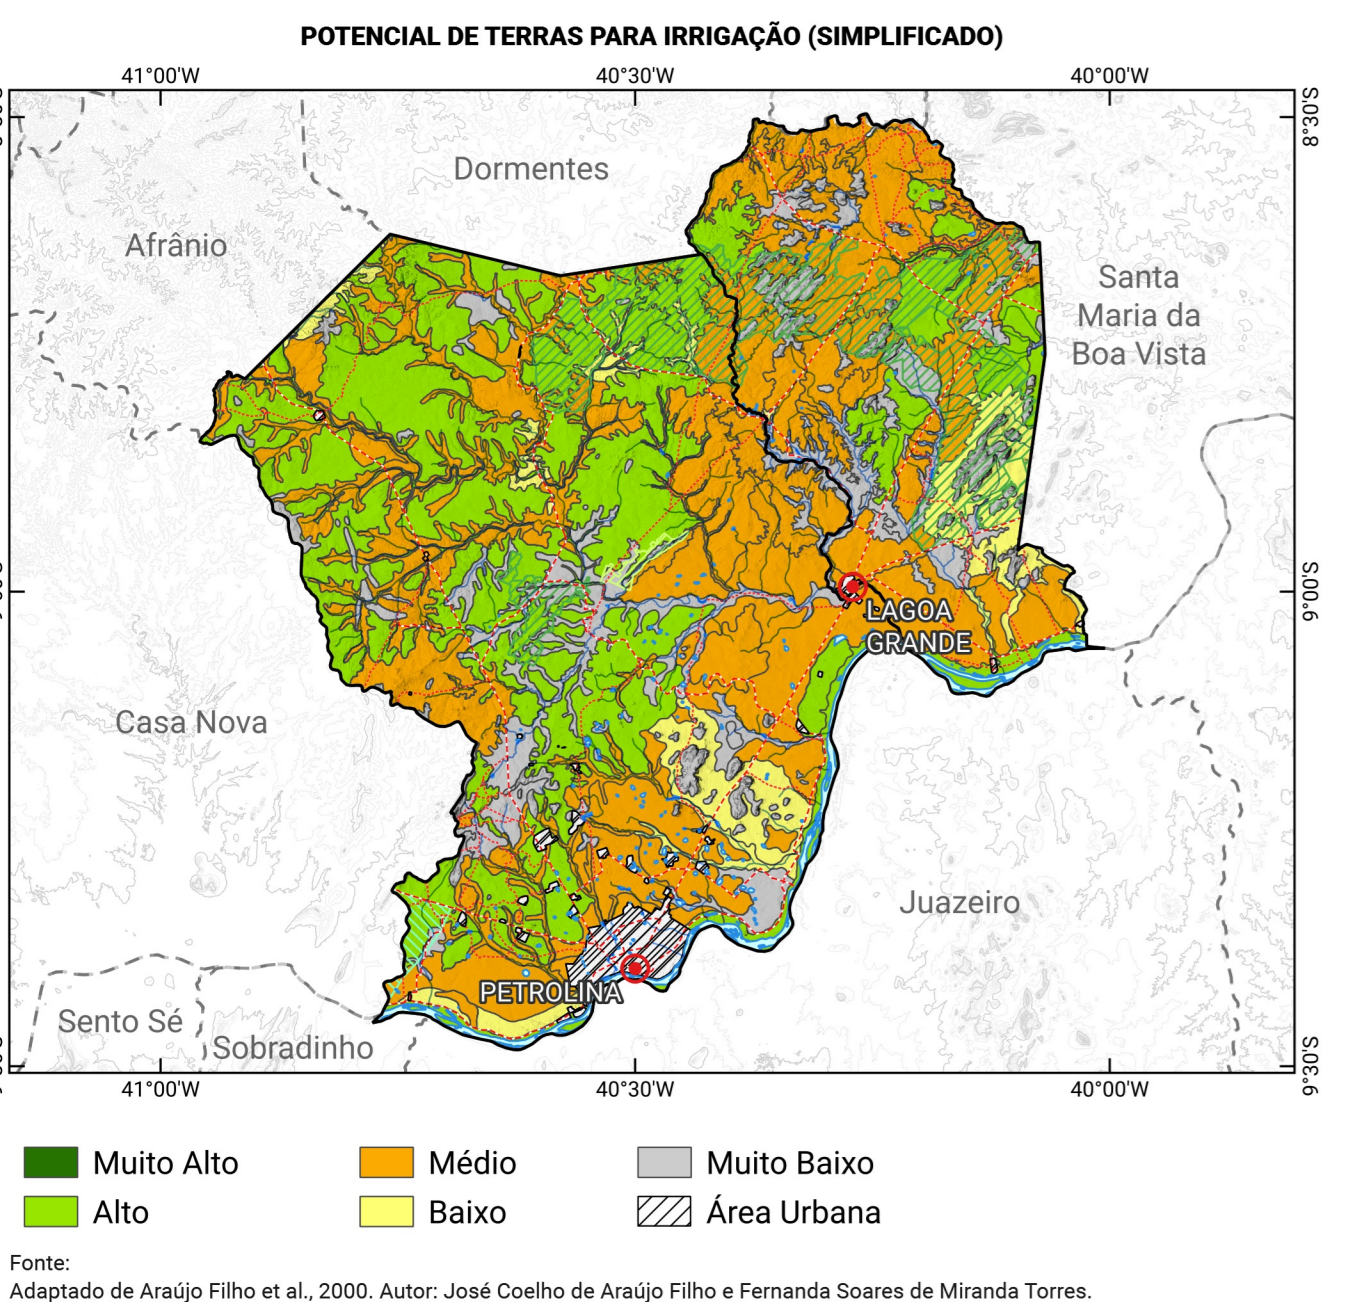 POTENCIAL DE TERRAS PARA IRRIGAÇÃO (SIMPLIFICADO)
41°00'W 40°30'W 40°00'W
8°30'S
Dormentes
Afrânio
Santa
Maria da
Boa Vista
9°00'S
LAGOA
GRANDE
Casa Nova
Juazeiro
PETROLINA
Sento Sé
Sobradinho
9°30'S
41°00'W 40°30'W 40°00'W
Muito Alto Médio Muito Baixo
Alto Baixo Área Urbana
Fonte:
Adaptado de Araújo Filho et al., 2000. Autor: José Coelho de Araújo Filho e Fernanda Soares de Miranda Torres.